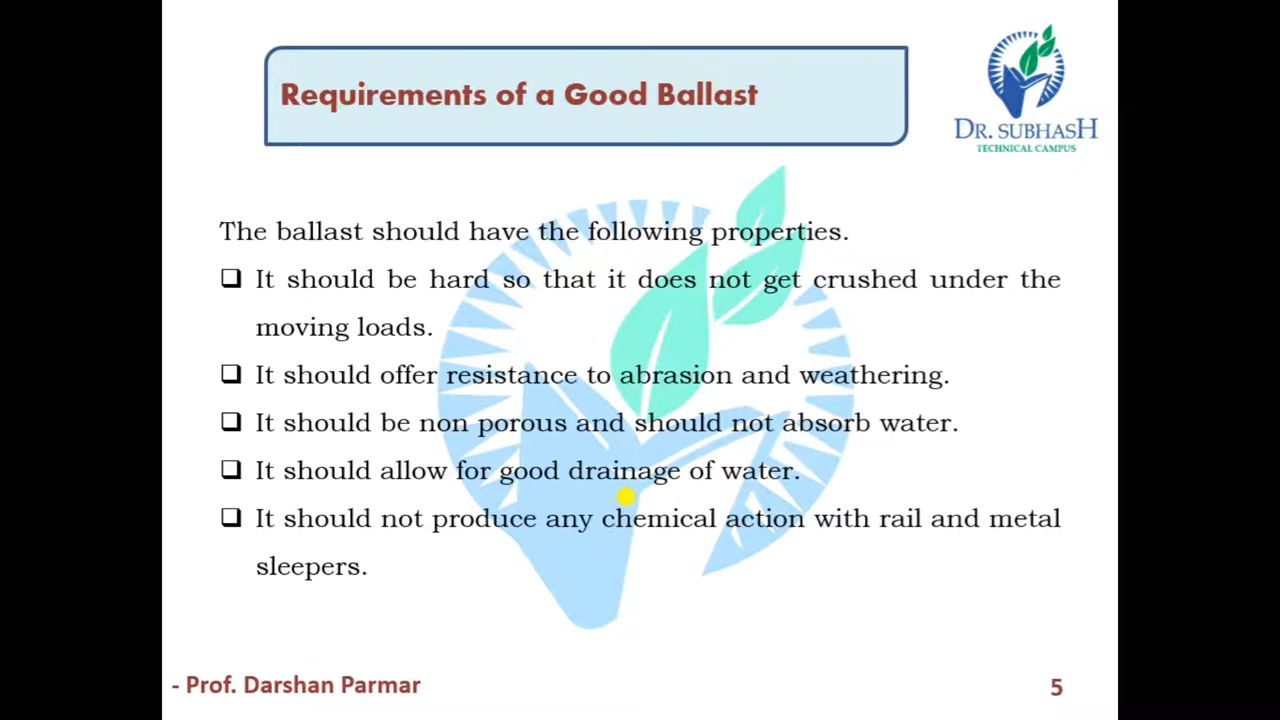 Requirements of a Good Ballast
DR. SUBHASH
TECHNICAL CAMPUS
The ballast should have the following properties.
❑ It should be hard so that it does not get crushed under the
moving loads.
❑ It should offer resistance to abrasion and weathering.
❑ It should be non porous and should not absorb water.
❑ It should allow for good drainage of water.
❑ It should not produce any chemical action with rail and metal
sleepers.
- Prof. Darshan Parmar
5